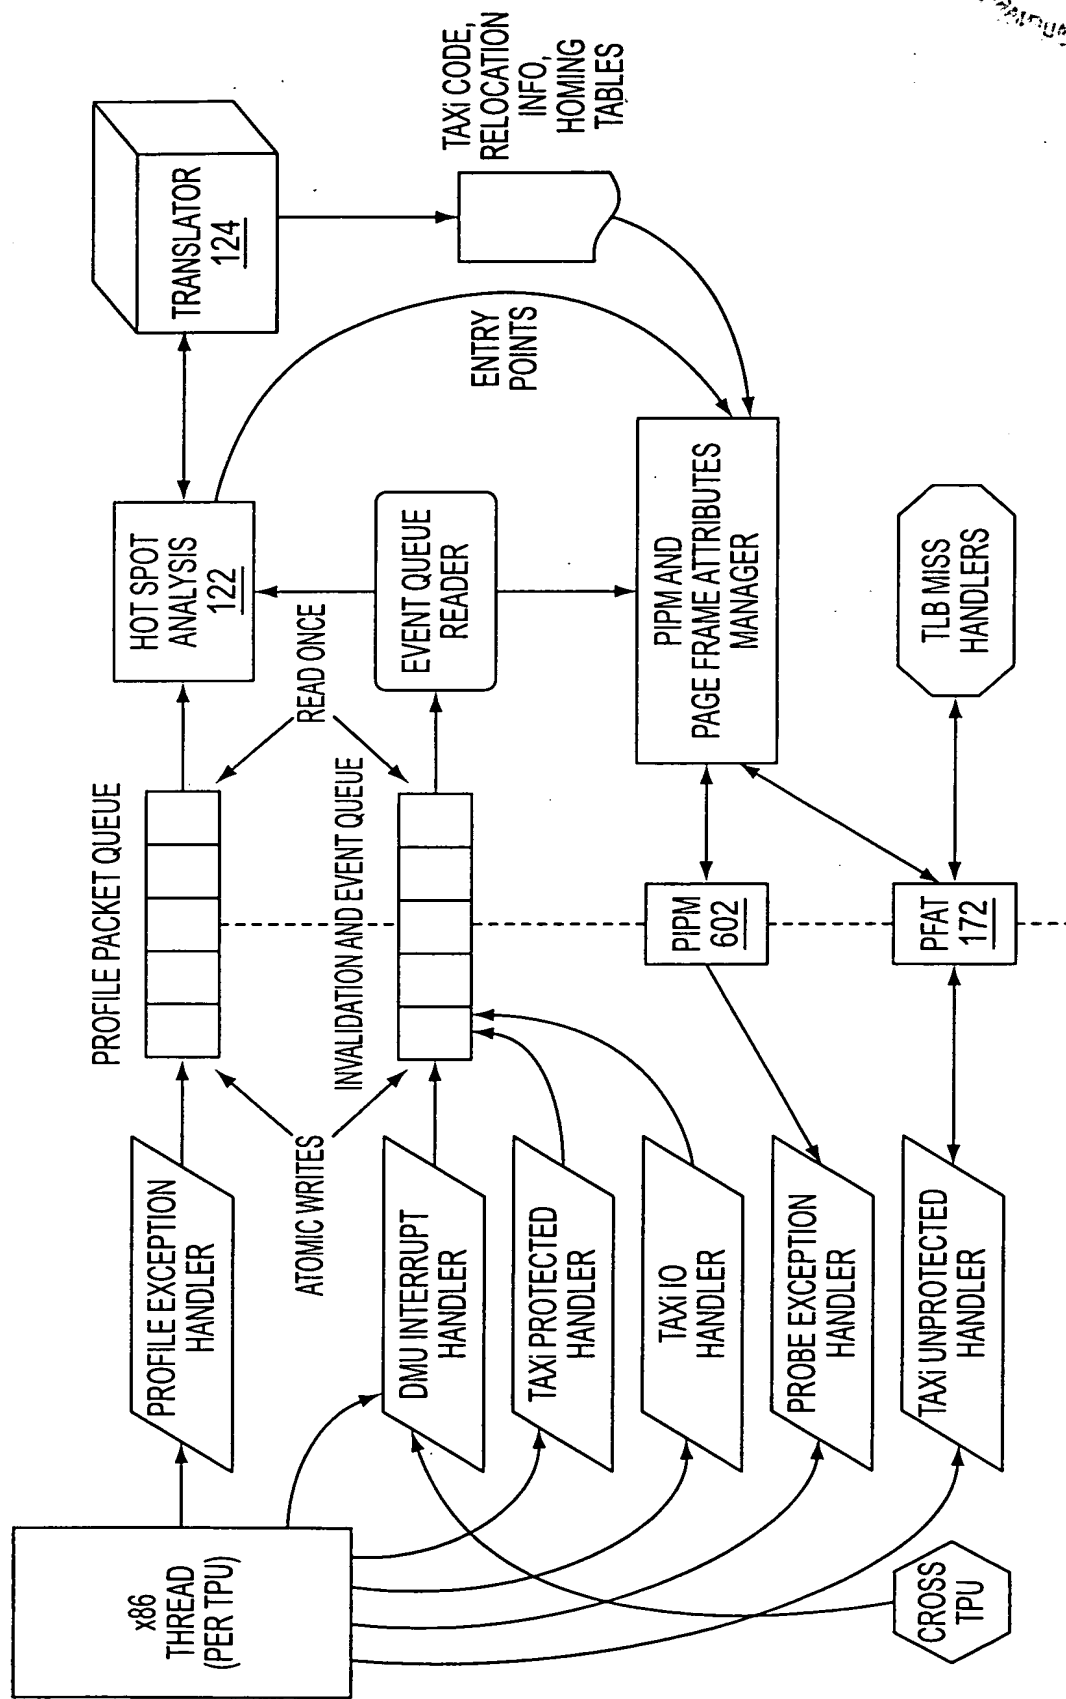 x86
THREAD
(PER TPU)
PROFILE EXCEPTION
HANDLER
PROFILE PACKET QUEUE
HOT SPOT
ANALYSIS
122
TRANSLATOR
124
ATOMIC WRITES
READ ONCE
DMU INTERRUPT
HANDLER
INVALIDATION AND EVENT QUEUE
EVENT QUEUE
READER
ENTRY
POINTS
TAXi CODE,
RELOCATION
INFO,
HOMING
TABLES
TAXi PROTECTED
HANDLER
TAXi IO
HANDLER
PIPM
602
PIPM AND
PAGE FRAME ATTRIBUTES
MANAGER
PROBE EXCEPTION
HANDLER
TAXi UNPROTECTED
HANDLER
PFAT
172
TLB MISS
HANDLERS
CROSS
TPU